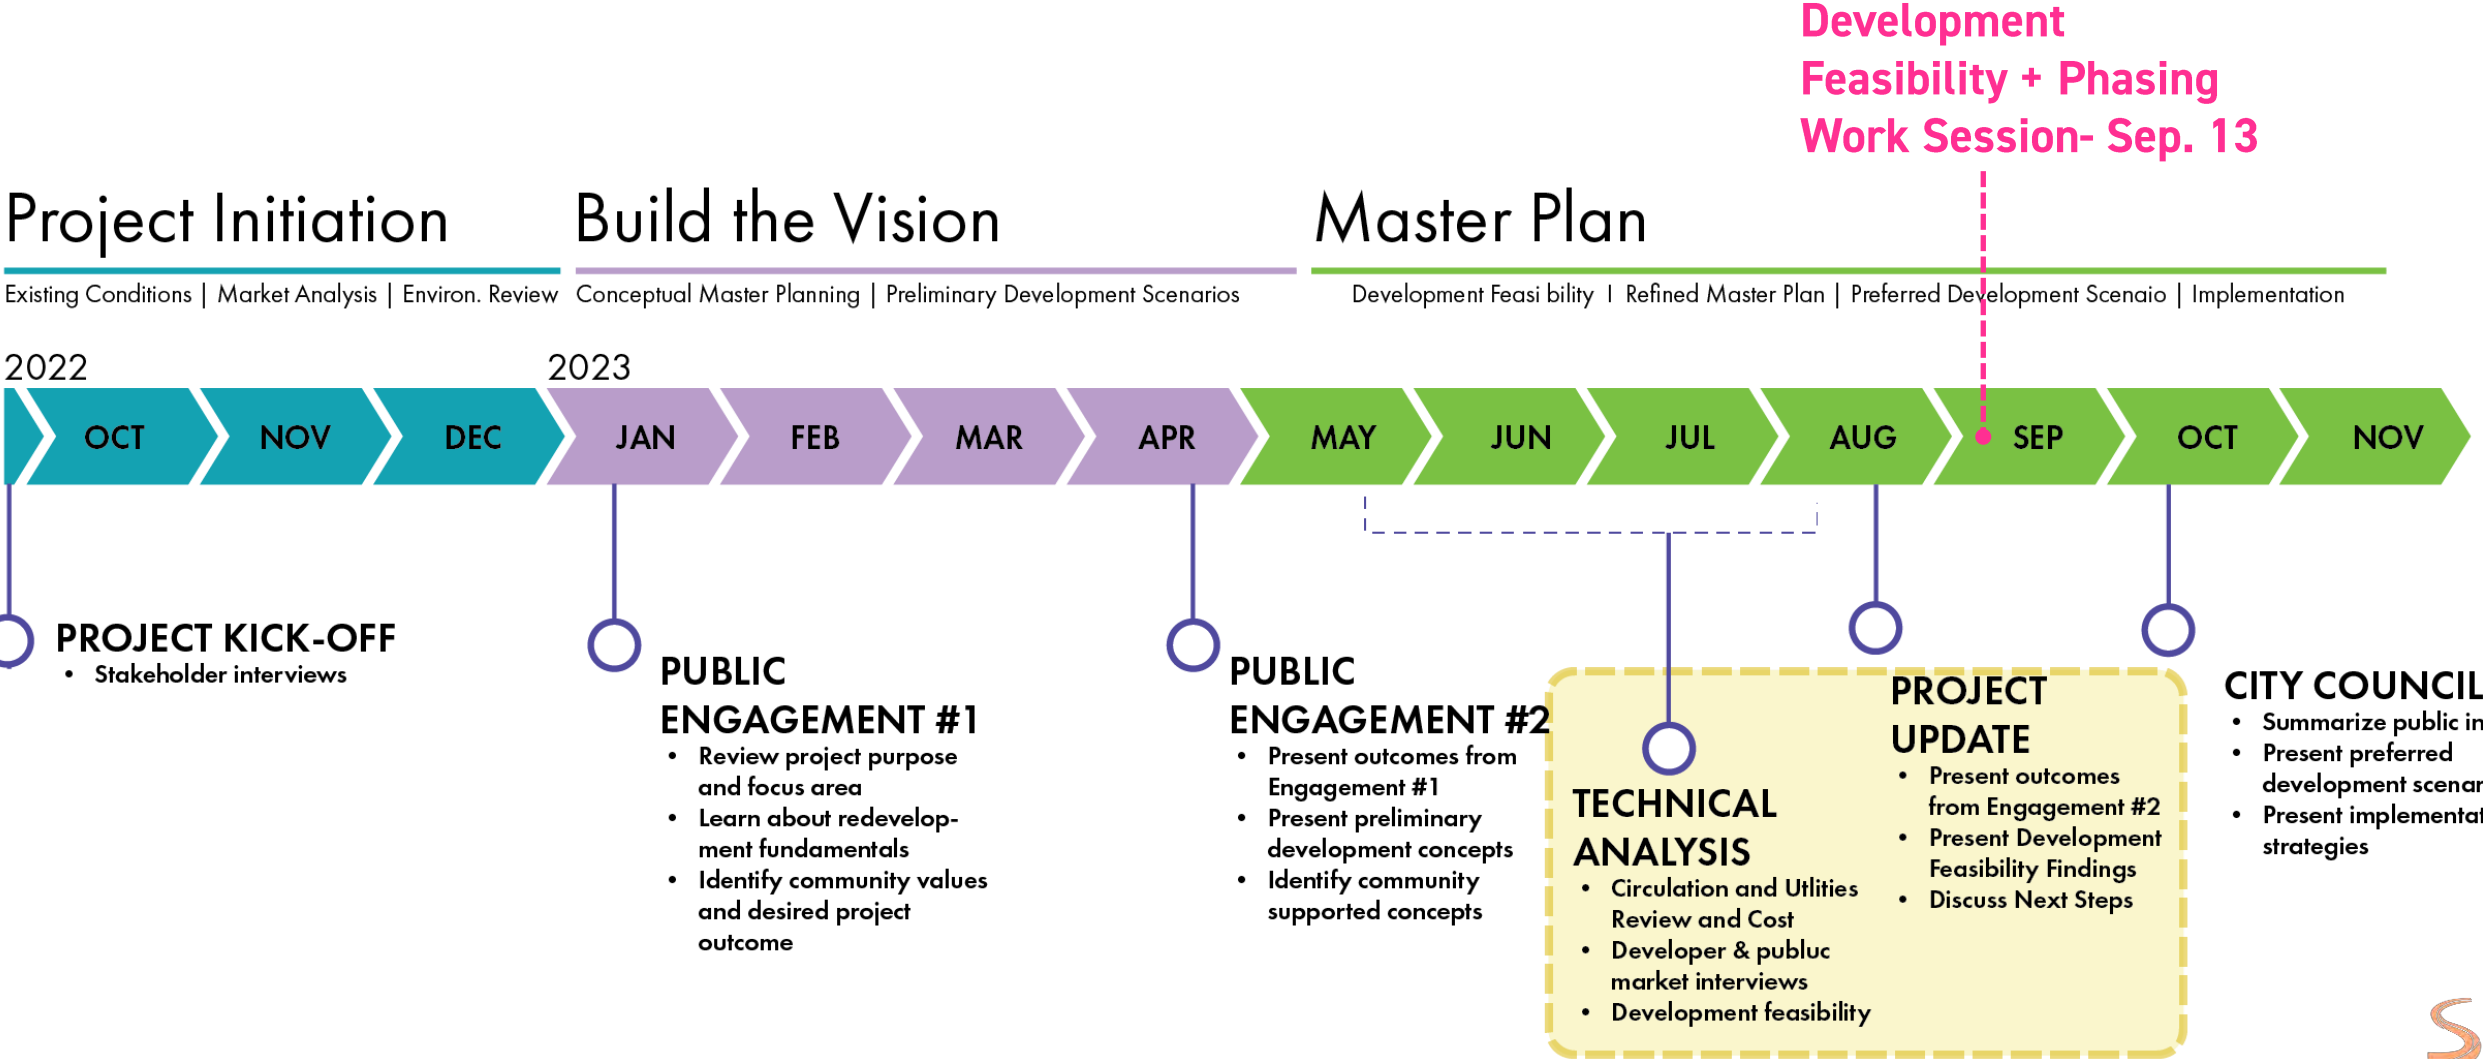 Development
Feasibility + Phasing
Work Session- Sep. 13
Project Initiation
Build the Vision
Master Plan
Existing Conditions | Market Analysis | Environ. Review
Conceptual Master Planning | Preliminary Development Scenarios
Development Feasi bility I Refined Master Plan | Preferred Development Scenaio | Implementation
2022
2023
OCT
NOV
DEC
JAN
FEB
MAR
APR
MAY
JUN
JUL
AUG
SEP
OCT
NOV
PROJECT KICK-OFF
• Stakeholder interviews
PUBLIC
ENGAGEMENT #1
• Review project purpose
and focus area
• Learn about redevelop-
ment fundamentals
• Identify community values
and desired project
outcome
PUBLIC
ENGAGEMENT #2
• Present outcomes from
Engagement #1
• Present preliminary
development concepts
• Identify community
supported concepts
TECHNICAL
ANALYSIS
• Circulation and Utlities
Review and Cost
• Developer & publuc
market interviews
• Development feasibility
PROJECT
UPDATE
• Present outcomes
from Engagement #2
• Present Development
Feasibility Findings
• Discuss Next Steps
CITY COUNCIL
• Summarize public in
• Present preferred
development scenar
• Present implementat
strategies